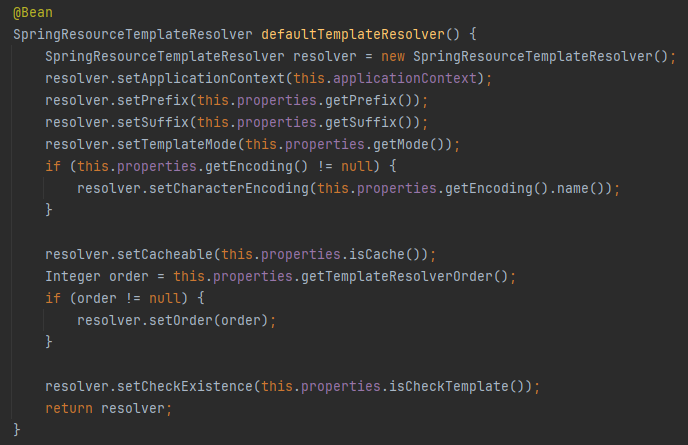 @Bean
SpringResourceTemplateResolver defaultTemplateResolver() {
    SpringResourceTemplateResolver resolver = new SpringResourceTemplateResolver();
    resolver.setApplicationContext(this.applicationContext);
    resolver.setPrefix(this.properties.getPrefix());
    resolver.setSuffix(this.properties.getSuffix());
    resolver.setTemplateMode(this.properties.getMode());
    if (this.properties.getEncoding() != null) {
        resolver.setCharacterEncoding(this.properties.getEncoding().name());
    }

    resolver.setCacheable(this.properties.isCache());
    Integer order = this.properties.getTemplateResolverOrder();
    if (order != null) {
        resolver.setOrder(order);
    }

    resolver.setCheckExistence(this.properties.isCheckTemplate());
    return resolver;
}